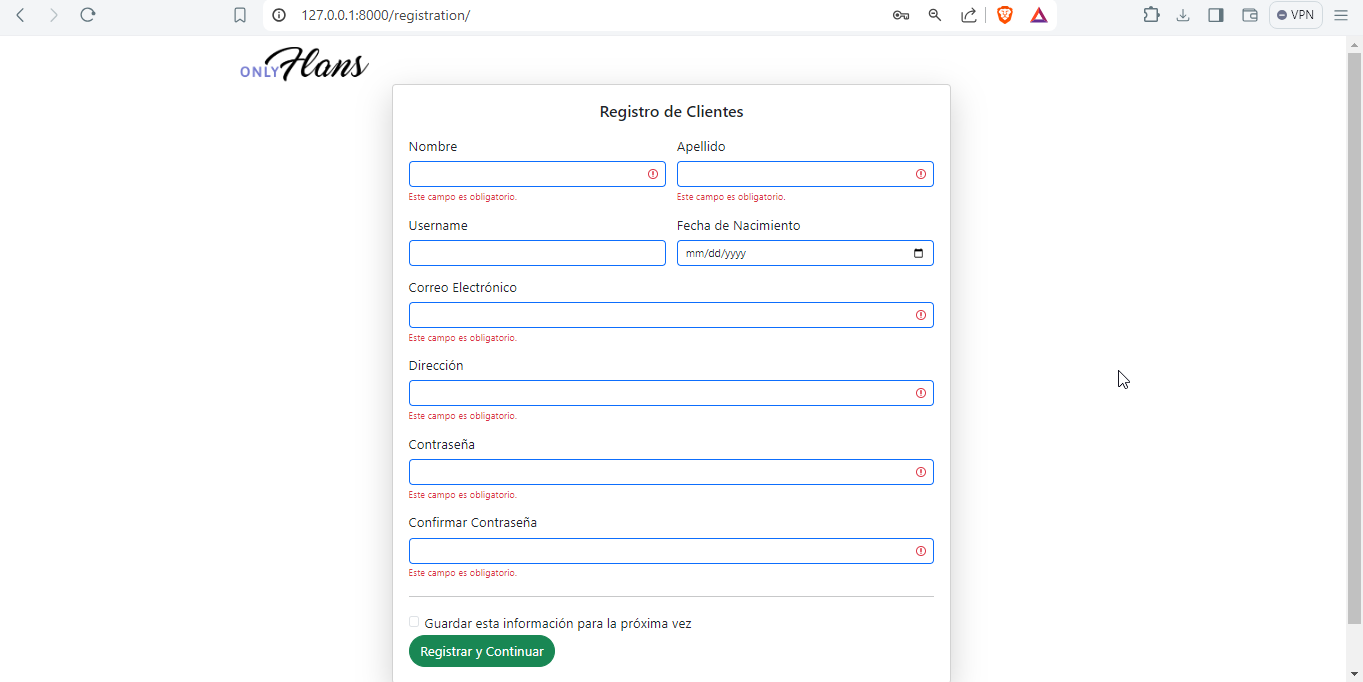 127.0.0.1:8000/registration/
VPN
ONLY Flans
Registro de Clientes
Nombre Apellido
Este campo es obligatorio. Este campo es obligatorio.
Username Fecha de Nacimiento
mm/dd/yyyy
Correo Electrónico
Este campo es obligatorio.
Dirección
Este campo es obligatorio.
Contraseña
Este campo es obligatorio.
Confirmar Contraseña
Este campo es obligatorio.
Guardar esta información para la próxima vez
Registrar y Continuar